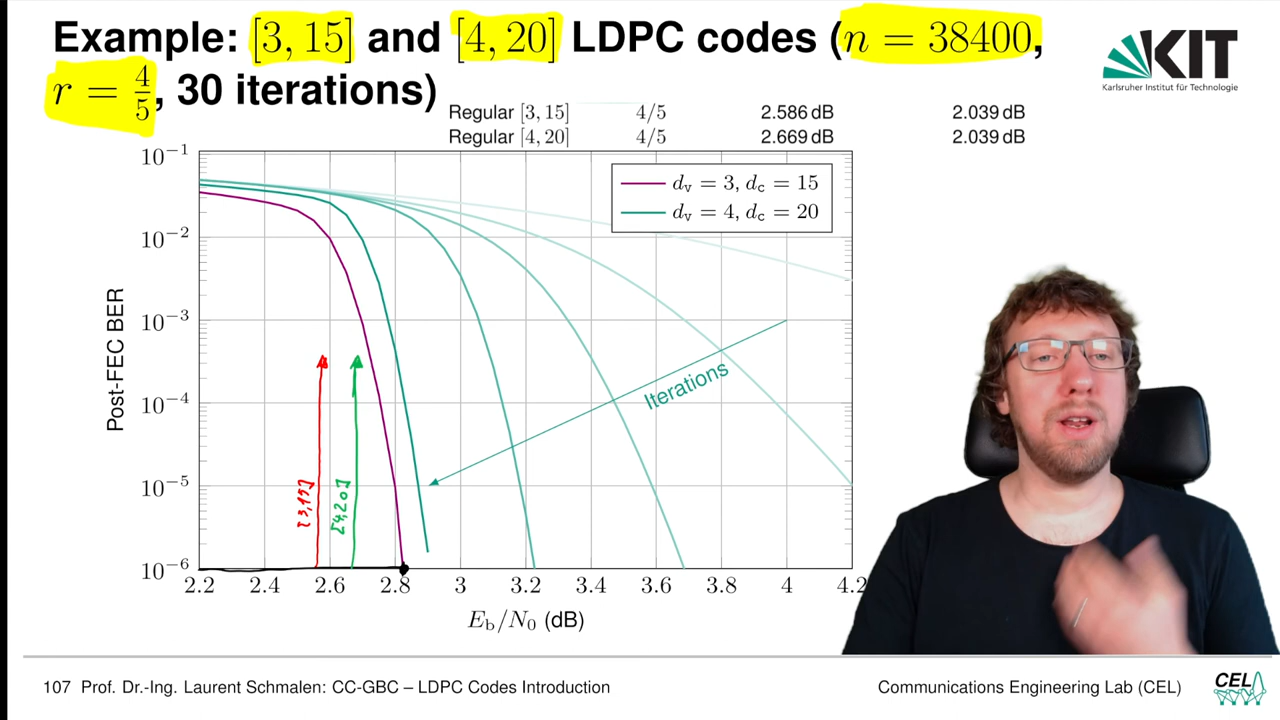 Example: [3, 15] and [4, 20] LDPC codes (n = 38400,
r = 4/5, 30 iterations)
KIT
Karlsruher Institut für Technologie
Regular [3, 15] 4/5 2.586 dB 2.039 dB
Regular [4, 20] 4/5 2.669 dB 2.039 dB
d_v = 3, d_c = 15
d_v = 4, d_c = 20
10^−1
10^−2
10^−3
10^−4
10^−5
10^−6
Post-FEC BER
Iterations
[3,15]
[4,20]
2.2 2.4 2.6 2.8 3 3.2 3.4 3.6 3.8 4 4.2
E_b/N_0 (dB)
107 Prof. Dr.-Ing. Laurent Schmalen: CC-GBC – LDPC Codes Introduction
Communications Engineering Lab (CEL)
CEL